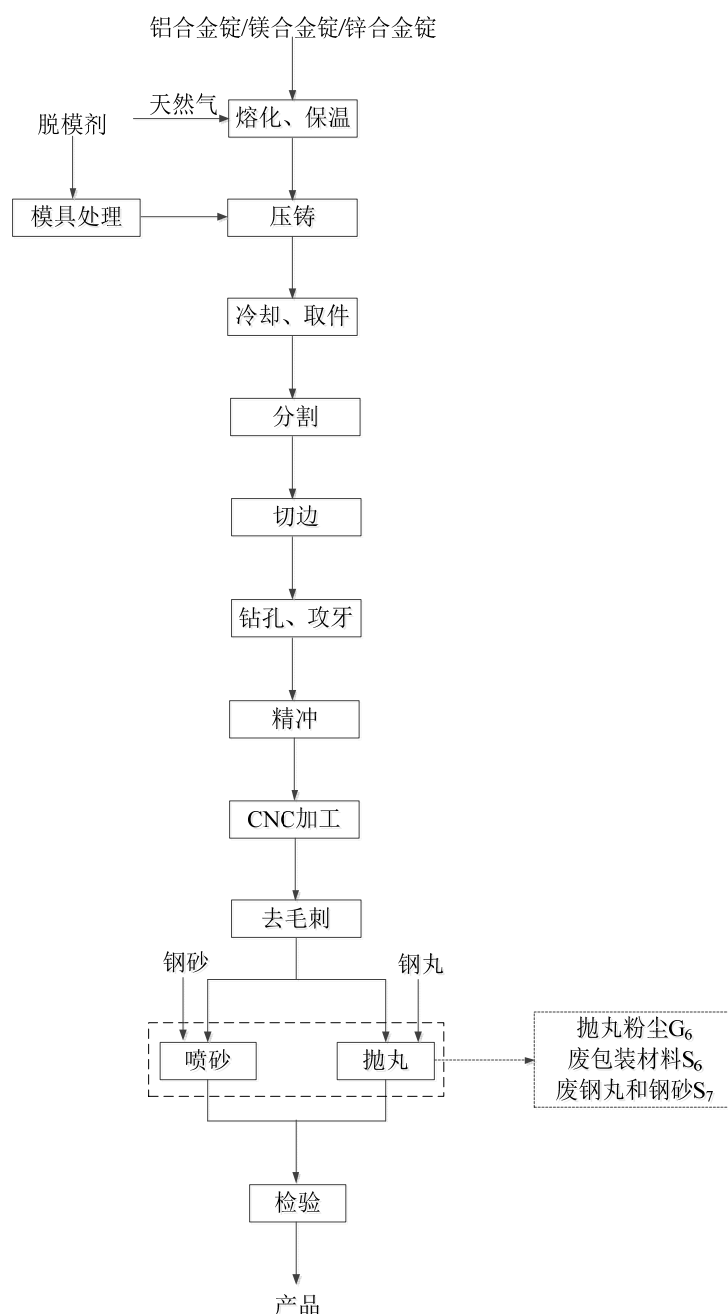 铝合金锭/镁合金锭/锌合金锭
天然气
熔化、保温
脱模剂
模具处理
压铸
冷却、取件
分割
切边
钻孔、攻牙
精冲
CNC加工
去毛刺
钢砂
钢丸
喷砂
抛丸
抛丸粉尘G₆
废包装材料S₆
废钢丸和钢砂S₇
检验
产品